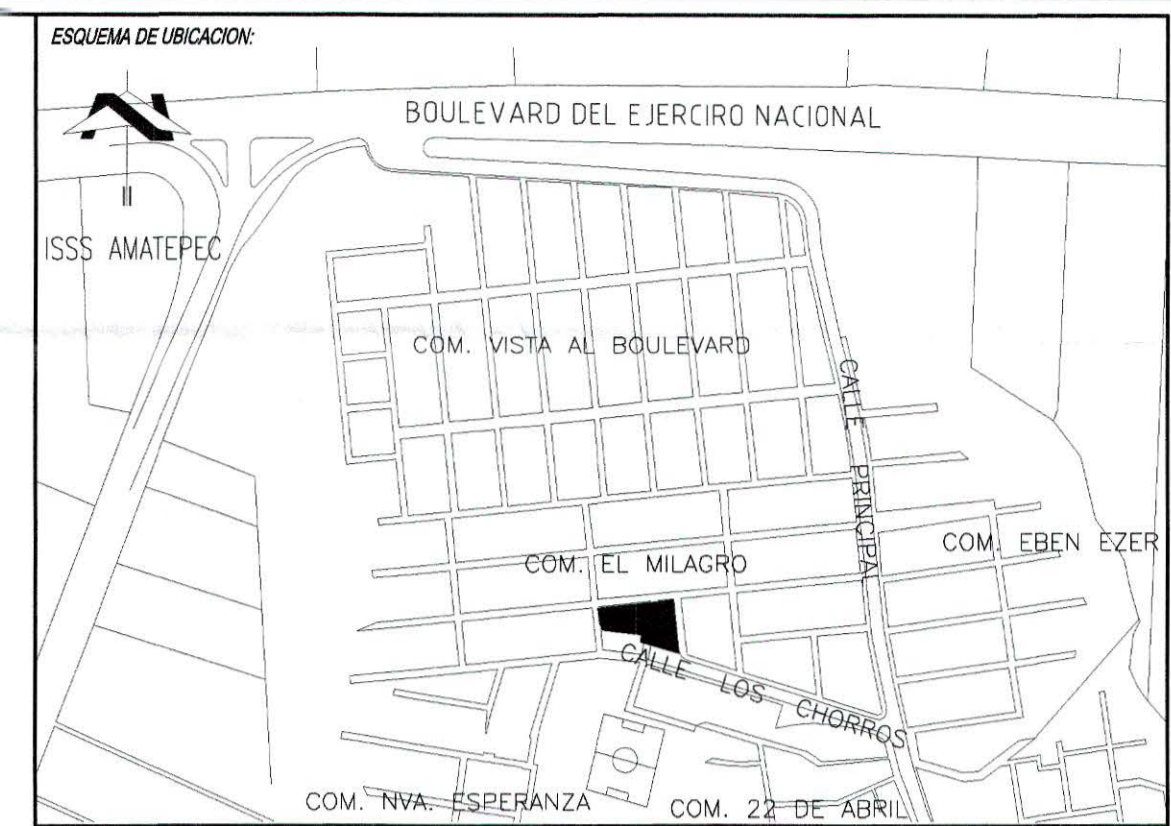 ESQUEMA DE UBICACION:
BOULEVARD DEL EJERCIRO NACIONAL
N
ISSS AMATEPEC
COM. VISTA AL BOULEVARD
CALLE PRINCIPAL
COM. EL MILAGRO
COM. EBEN EZER
CALLE LOS CHORROS
COM. NVA. ESPERANZA
COM. 22 DE ABRIL